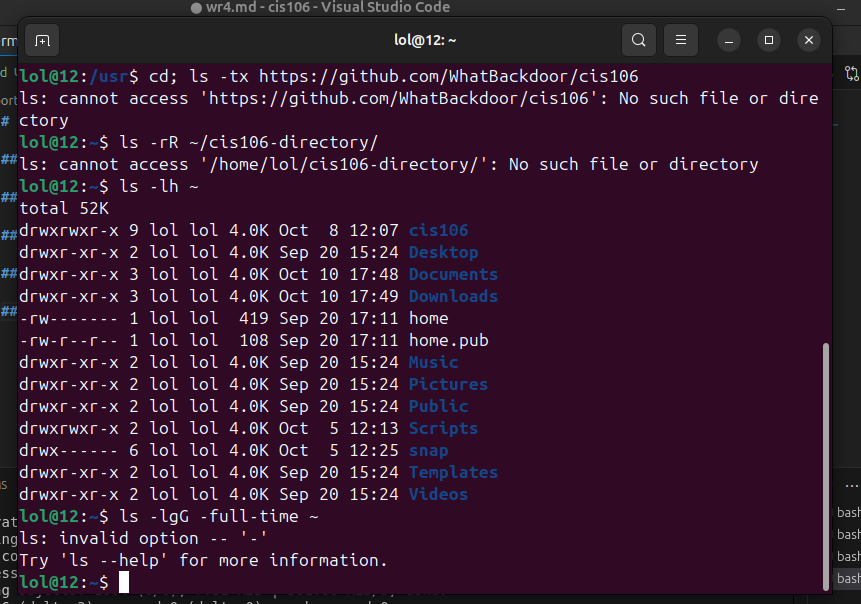 wr4.md - cis106 - Visual Studio Code
lol@12: ~
lol@12:/usr$ cd; ls -tx https://github.com/WhatBackdoor/cis106
ls: cannot access 'https://github.com/WhatBackdoor/cis106': No such file or dire
ctory
lol@12:~$ ls -rR ~/cis106-directory/
ls: cannot access '/home/lol/cis106-directory/': No such file or directory
lol@12:~$ ls -lh ~
total 52K
drwxrwxr-x 9 lol lol 4.0K Oct  8 12:07 cis106
drwxr-xr-x 2 lol lol 4.0K Sep 20 15:24 Desktop
drwxr-xr-x 3 lol lol 4.0K Oct 10 17:48 Documents
drwxr-xr-x 3 lol lol 4.0K Oct 10 17:49 Downloads
-rw------- 1 lol lol  419 Sep 20 17:11 home
-rw-r--r-- 1 lol lol  108 Sep 20 17:11 home.pub
drwxr-xr-x 2 lol lol 4.0K Sep 20 15:24 Music
drwxr-xr-x 2 lol lol 4.0K Sep 20 15:24 Pictures
drwxr-xr-x 2 lol lol 4.0K Sep 20 15:24 Public
drwxrwxr-x 2 lol lol 4.0K Oct  5 12:13 Scripts
drwx------ 6 lol lol 4.0K Oct  5 12:25 snap
drwxr-xr-x 2 lol lol 4.0K Sep 20 15:24 Templates
drwxr-xr-x 2 lol lol 4.0K Sep 20 15:24 Videos
lol@12:~$ ls -lgG -full-time ~
ls: invalid option -- '-'
Try 'ls --help' for more information.
lol@12:~$
#
##
##
##
##
##
bash
bash
bash
bash